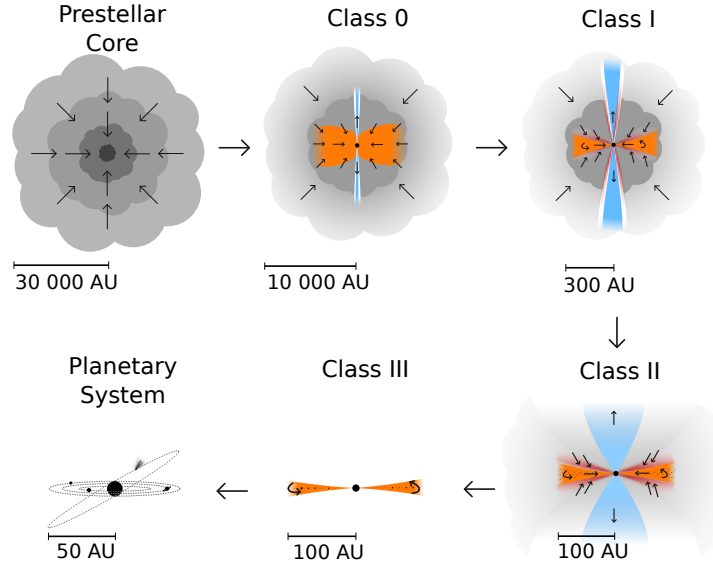 Prestellar
Core
Class 0
Class I
30 000 AU
10 000 AU
300 AU
Planetary
System
Class III
Class II
50 AU
100 AU
100 AU